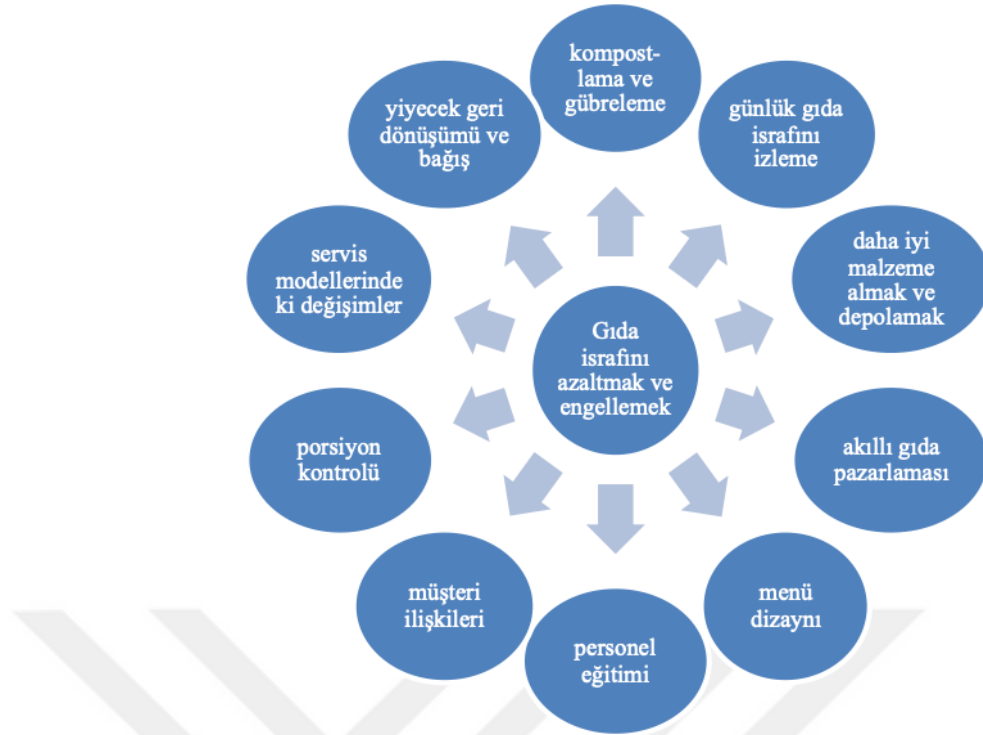 kompost-
lama ve
gübreleme
günlük gıda
israfını
izleme
daha iyi
malzeme
almak ve
depolamak
akıllı gıda
pazarlaması
menü
dizaynı
personel
eğitimi
müşteri
ilişkileri
porsiyon
kontrolü
servis
modellerinde
ki değişimler
yiyecek geri
dönüşümü ve
bağış
Gıda
israfını
azaltmak ve
engellemek